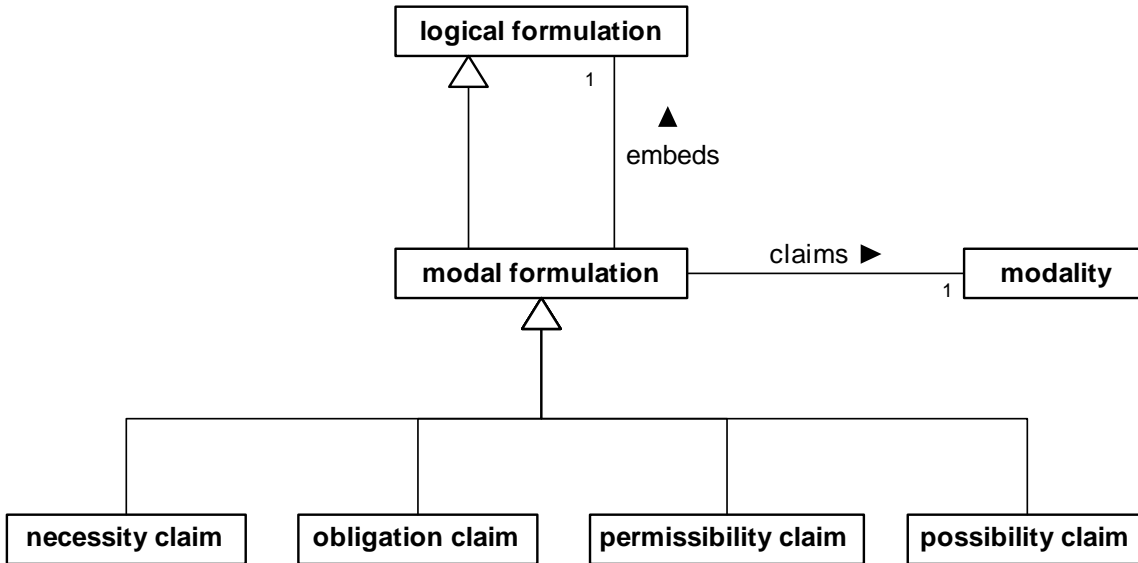 logical formulation
1
▲
embeds
modal formulation
claims ►
1
modality
necessity claim
obligation claim
permissibility claim
possibility claim